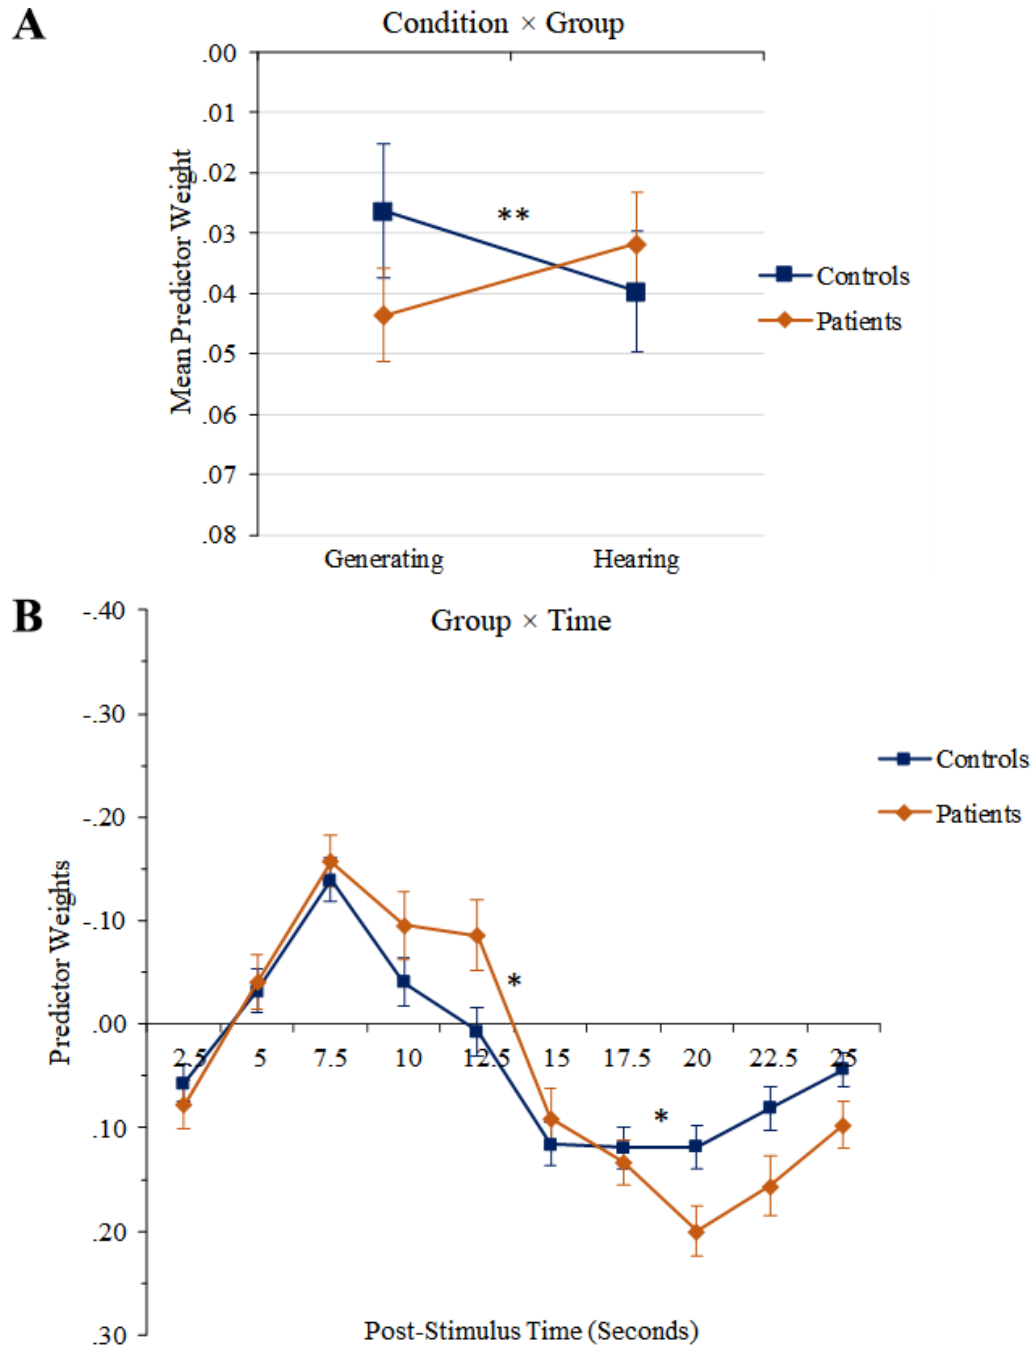 A
Condition × Group
.00
.01
.02
.03
.04
.05
.06
.07
.08
Mean Predictor Weight
**
Generating
Hearing
Controls
Patients
B
Group × Time
-.40
-.30
-.20
-.10
.00
.10
.20
.30
Predictor Weights
2.5 5 7.5 10 12.5 15 17.5 20 22.5 25
*
*
Controls
Patients
Post-Stimulus Time (Seconds)